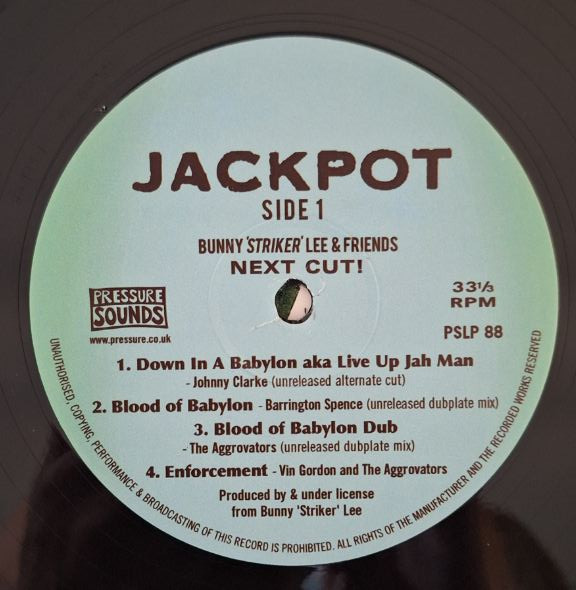 JACKPOT
SIDE 1
BUNNY 'STRIKER' LEE & FRIENDS
NEXT CUT!
PRESSURE
SOUNDS
www.pressure.co.uk
33⅓
RPM
PSLP 88
1. Down In A Babylon aka Live Up Jah Man
- Johnny Clarke (unreleased alternate cut)
2. Blood of Babylon - Barrington Spence (unreleased dubplate mix)
3. Blood of Babylon Dub
- The Aggrovators (unreleased dubplate mix)
4. Enforcement - Vin Gordon and The Aggrovators
Produced by & under license
from Bunny 'Striker' Lee
UNAUTHORISED, COPYING, PERFORMANCE & BROADCASTING OF THIS RECORD IS PROHIBITED. ALL RIGHTS OF THE MANUFACTURER AND THE RECORDED WORKS RESERVED